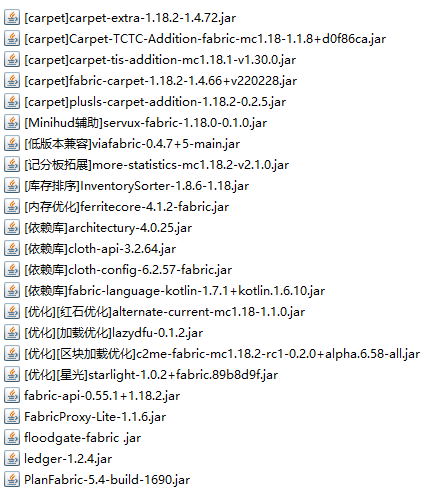 [carpet]carpet-extra-1.18.2-1.4.72.jar
[carpet]Carpet-TCTC-Addition-fabric-mc1.18-1.1.8+d0f86ca.jar
[carpet]carpet-tis-addition-mc1.18.1-v1.30.0.jar
[carpet]fabric-carpet-1.18.2-1.4.66+v220228.jar
[carpet]plusls-carpet-addition-1.18.2-0.2.5.jar
[Minihud辅助]servux-fabric-1.18.0-0.1.0.jar
[低版本兼容]viafabric-0.4.7+5-main.jar
[记分板拓展]more-statistics-mc1.18.2-v2.1.0.jar
[库存排序]InventorySorter-1.8.6-1.18.jar
[内存优化]ferritecore-4.1.2-fabric.jar
[依赖库]architectury-4.0.25.jar
[依赖库]cloth-api-3.2.64.jar
[依赖库]cloth-config-6.2.57-fabric.jar
[依赖库]fabric-language-kotlin-1.7.1+kotlin.1.6.10.jar
[优化][红石优化]alternate-current-mc1.18-1.1.0.jar
[优化][加载优化]lazydfu-0.1.2.jar
[优化][区块加载优化]c2me-fabric-mc1.18.2-rc1-0.2.0+alpha.6.58-all.jar
[优化][星光]starlight-1.0.2+fabric.89b8d9f.jar
fabric-api-0.55.1+1.18.2.jar
FabricProxy-Lite-1.1.6.jar
floodgate-fabric .jar
ledger-1.2.4.jar
PlanFabric-5.4-build-1690.jar